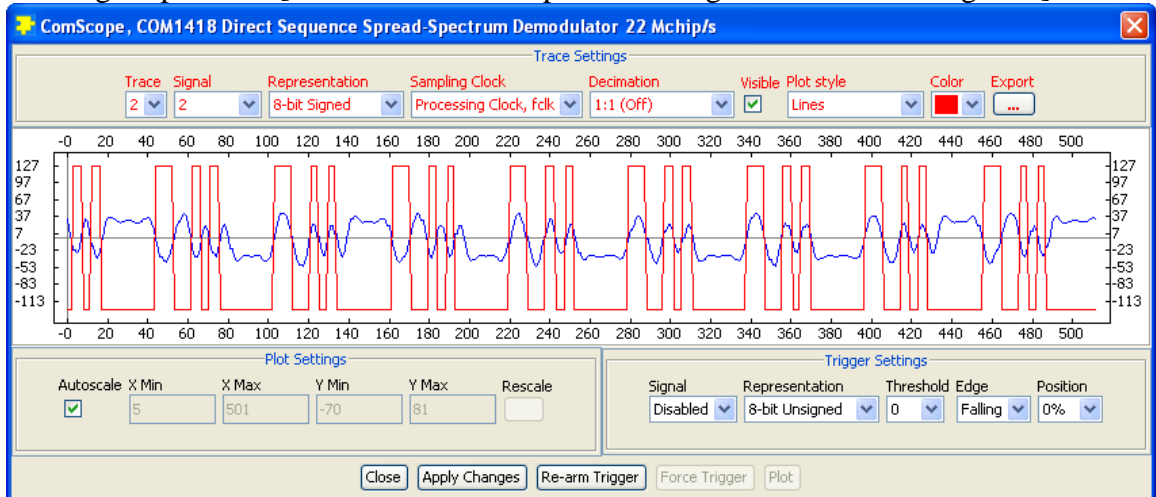 ComScope, COM1418 Direct Sequence Spread-Spectrum Demodulator 22 Mchip/s
Trace Settings
Trace Signal Representation Sampling Clock Decimation Visible Plot style Color Export
2 2 8-bit Signed Processing Clock, fclk 1:1 (Off) Lines ...
-0 20 40 60 80 100 120 140 160 180 200 220 240 260 280 300 320 340 360 380 400 420 440 460 480 500
127 127
97 97
67 67
37 37
7 7
-23 -23
-53 -53
-83 -83
-113 -113
-0 20 40 60 80 100 120 140 160 180 200 220 240 260 280 300 320 340 360 380 400 420 440 460 480 500
Plot Settings
Autoscale X Min X Max Y Min Y Max Rescale
5 501 -70 81
Trigger Settings
Signal Representation Threshold Edge Position
Disabled 8-bit Unsigned 0 Falling 0%
Close Apply Changes Re-arm Trigger Force Trigger Plot